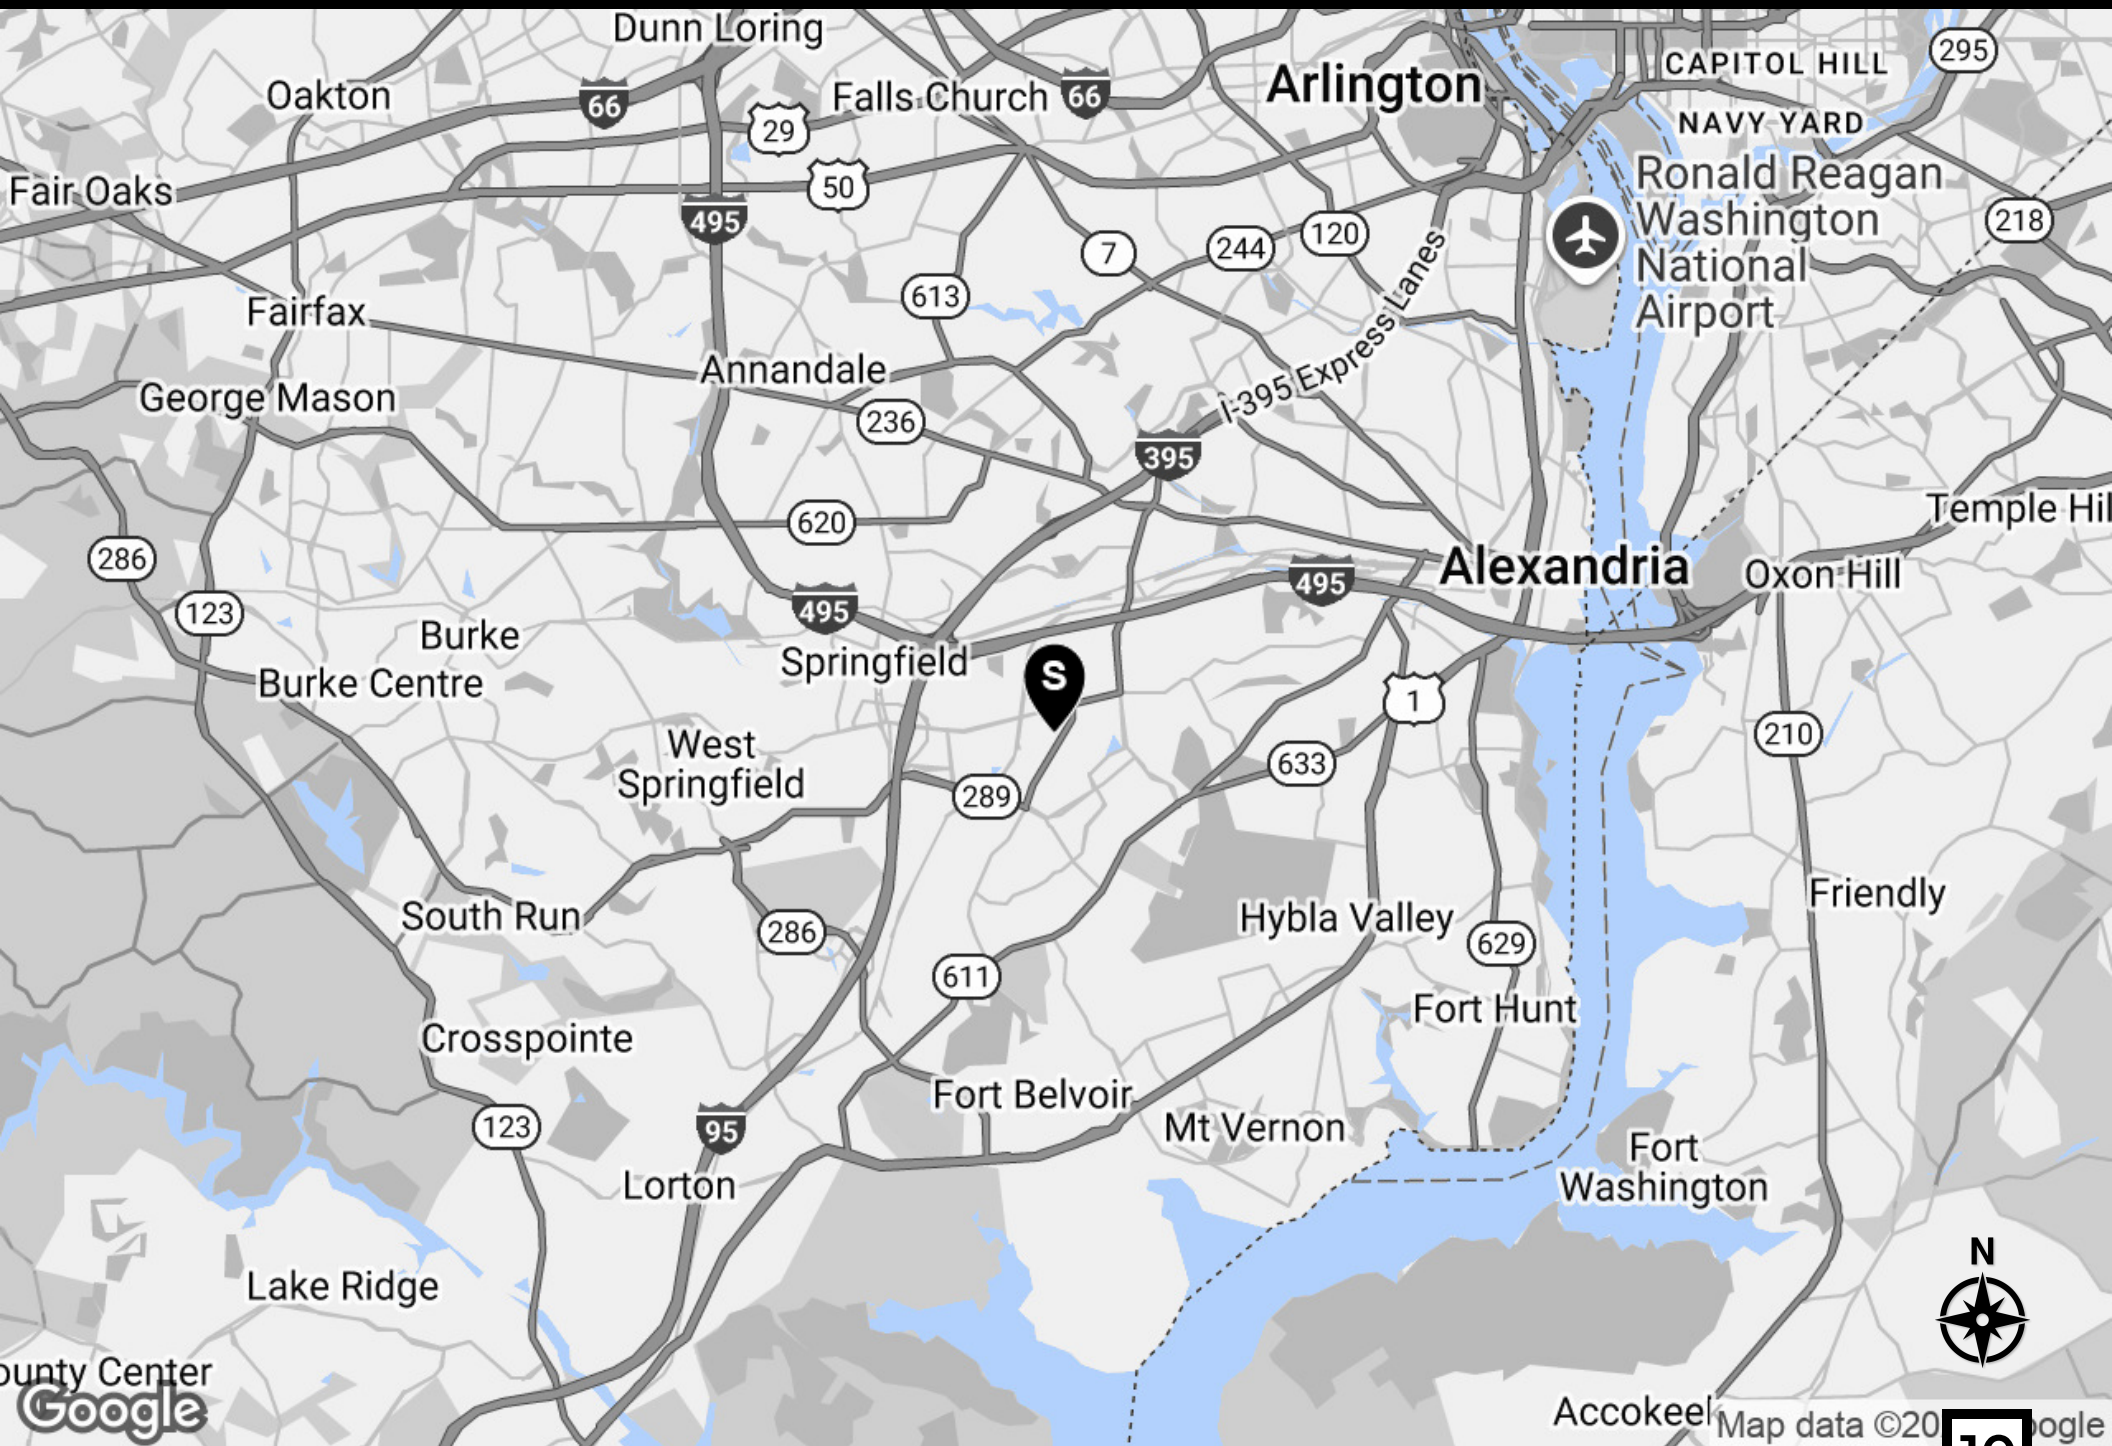 Dunn Loring
CAPITOL HILL
295
Oakton
66
Falls Church
66
Arlington
29
NAVY YARD
Fair Oaks
50
495
Ronald Reagan
Washington
National
Airport
218
7
244
120
613
Fairfax
I-395 Express Lanes
Annandale
George Mason
236
395
620
Temple Hil
286
Alexandria
Oxon Hill
495
495
123
Burke
Springfield
Burke Centre
S
1
West
Springfield
210
633
289
Friendly
South Run
Hybla Valley
286
629
611
Fort Hunt
Crosspointe
Fort Belvoir
123
95
Mt Vernon
Fort
Washington
Lorton
N
Lake Ridge
ounty Center
Google
Accokeek
Map data ©20
oogle